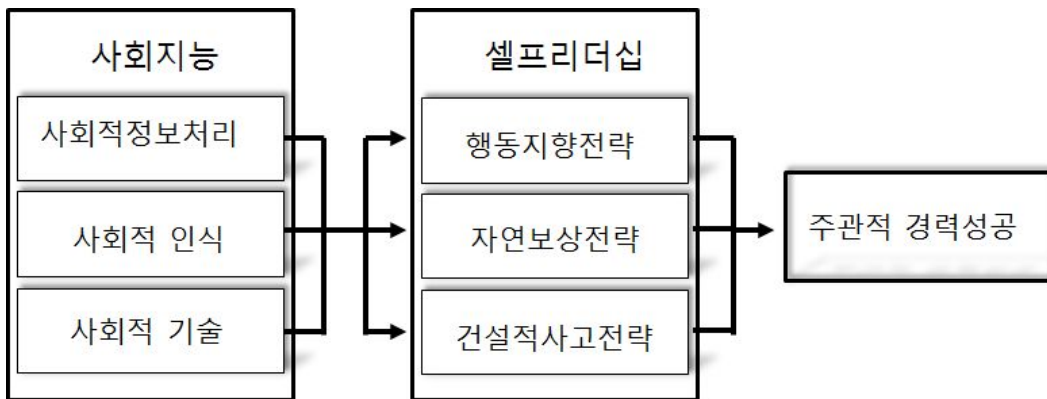 사회지능
사회적정보처리
사회적 인식
사회적 기술
셀프리더십
행동지향전략
자연보상전략
건설적사고전략
주관적 경력성공